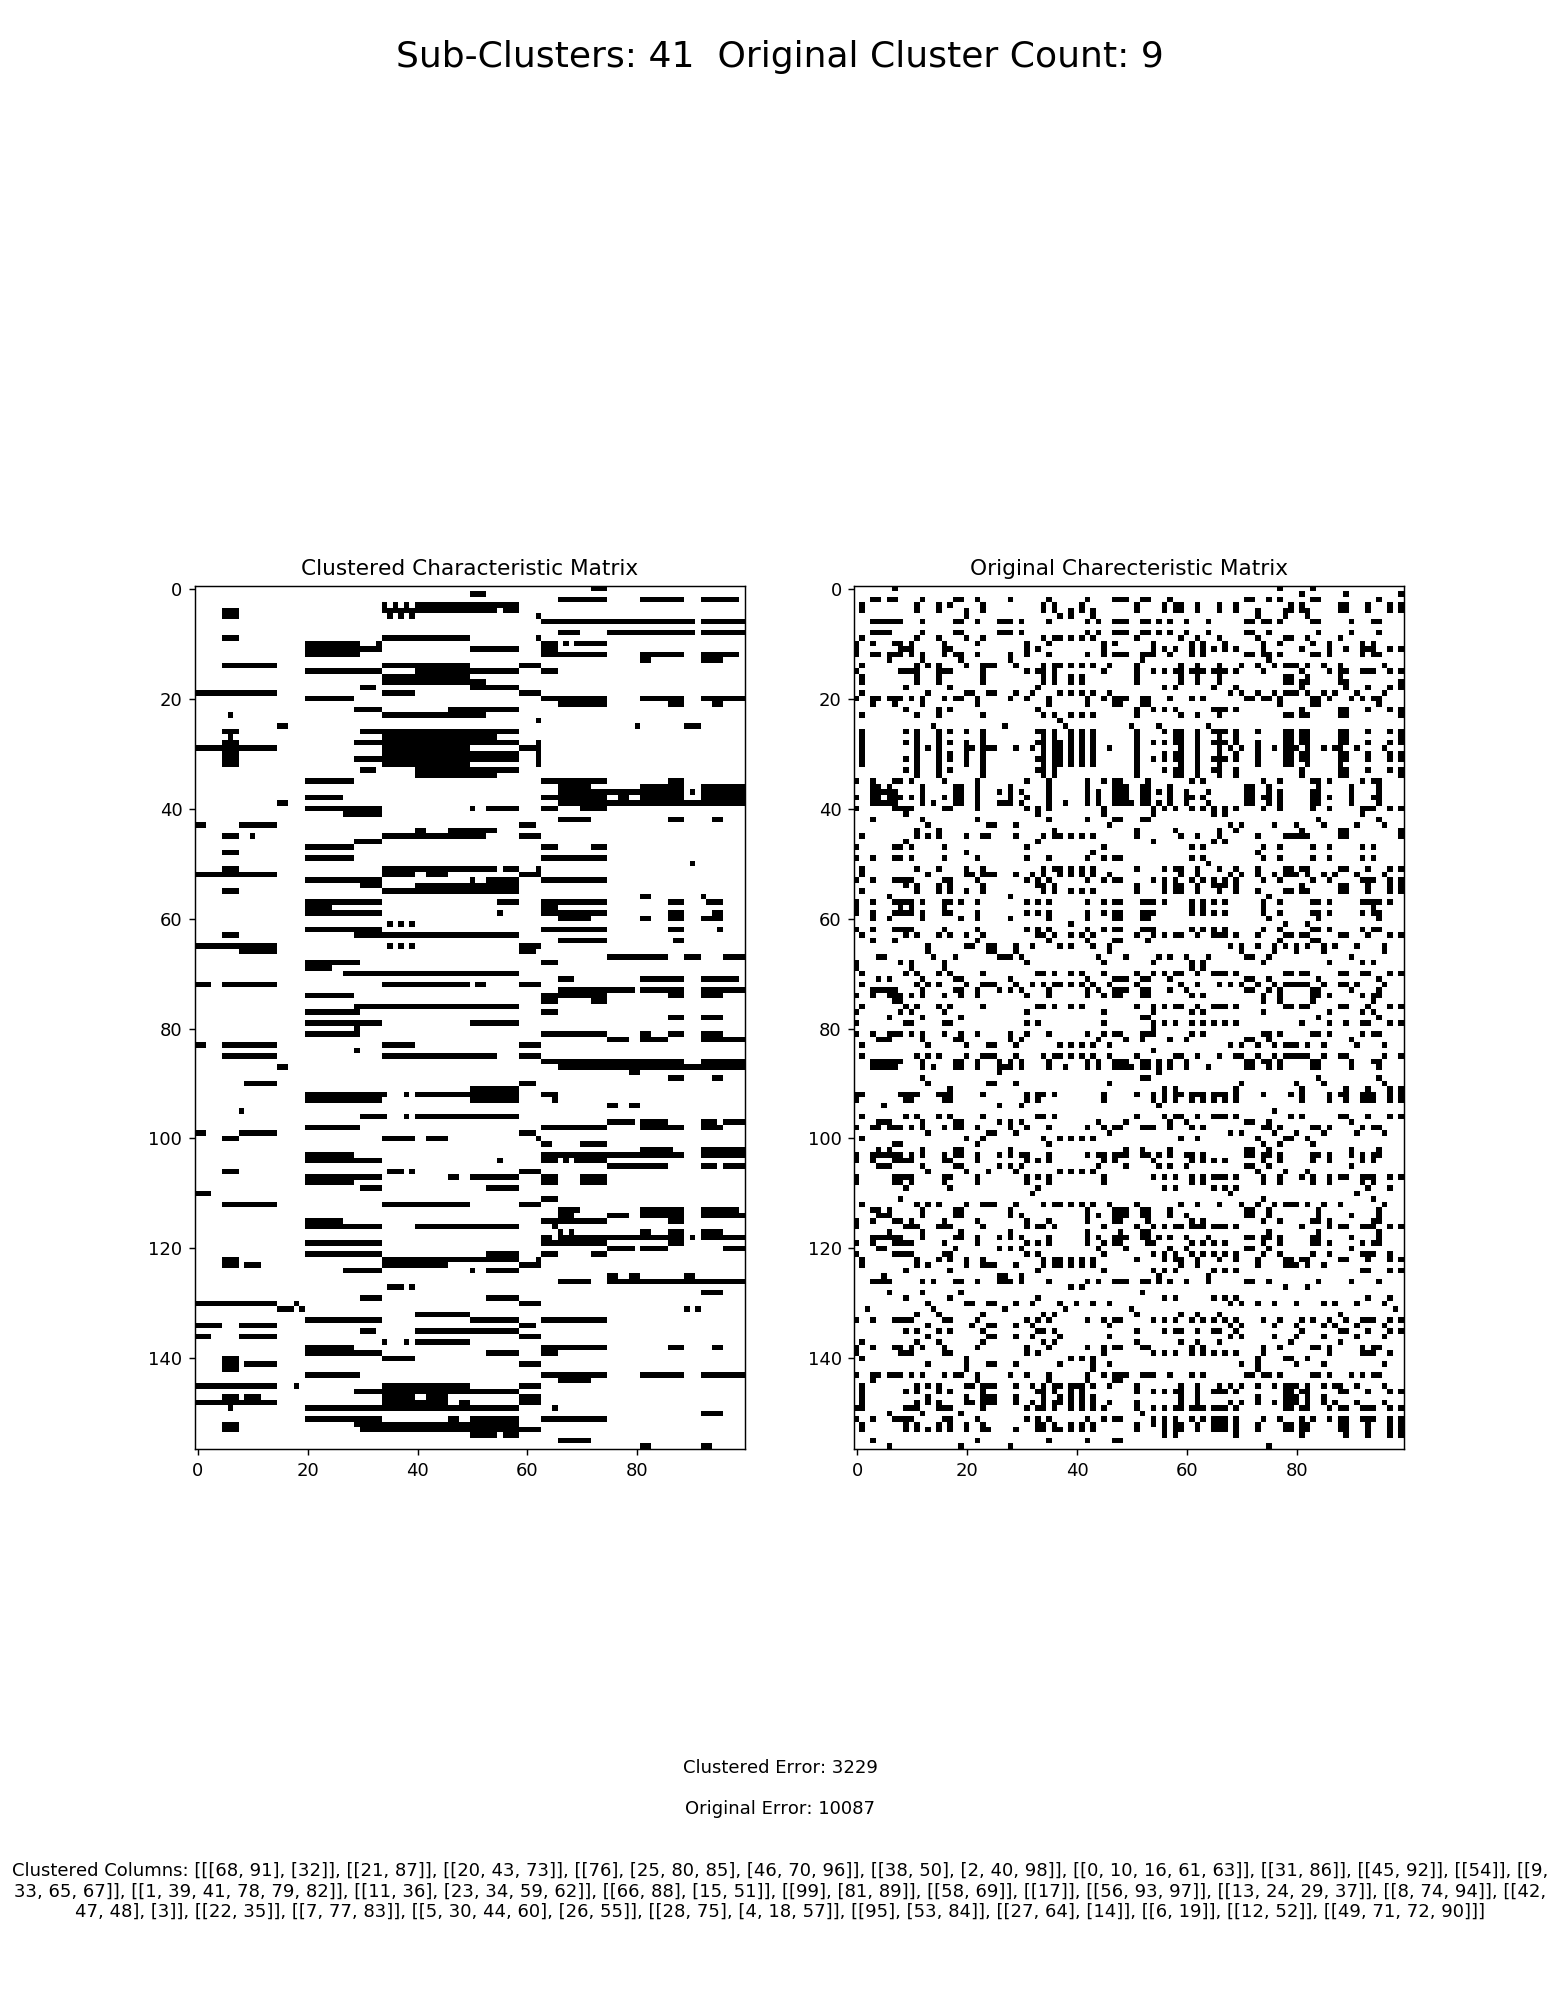 Sub-Clusters: 41  Original Cluster Count: 9
Clustered Characteristic Matrix
0
20
40
60
80
100
120
140
0 20 40 60 80
Original Charecteristic Matrix
0
20
40
60
80
100
120
140
0 20 40 60 80
Clustered Error: 3229
Original Error: 10087
Clustered Columns: [[[68, 91], [32]], [[21, 87]], [[20, 43, 73]], [[76], [25, 80, 85], [46, 70, 96]], [[38, 50], [2, 40, 98]], [[0, 10, 16, 61, 63]], [[31, 86]], [[45, 92]], [[54]], [[9,
33, 65, 67]], [[1, 39, 41, 78, 79, 82]], [[11, 36], [23, 34, 59, 62]], [[66, 88], [15, 51]], [[99], [81, 89]], [[58, 69]], [[17]], [[56, 93, 97]], [[13, 24, 29, 37]], [[8, 74, 94]], [[42,
47, 48], [3]], [[22, 35]], [[7, 77, 83]], [[5, 30, 44, 60], [26, 55]], [[28, 75], [4, 18, 57]], [[95], [53, 84]], [[27, 64], [14]], [[6, 19]], [[12, 52]], [[49, 71, 72, 90]]]